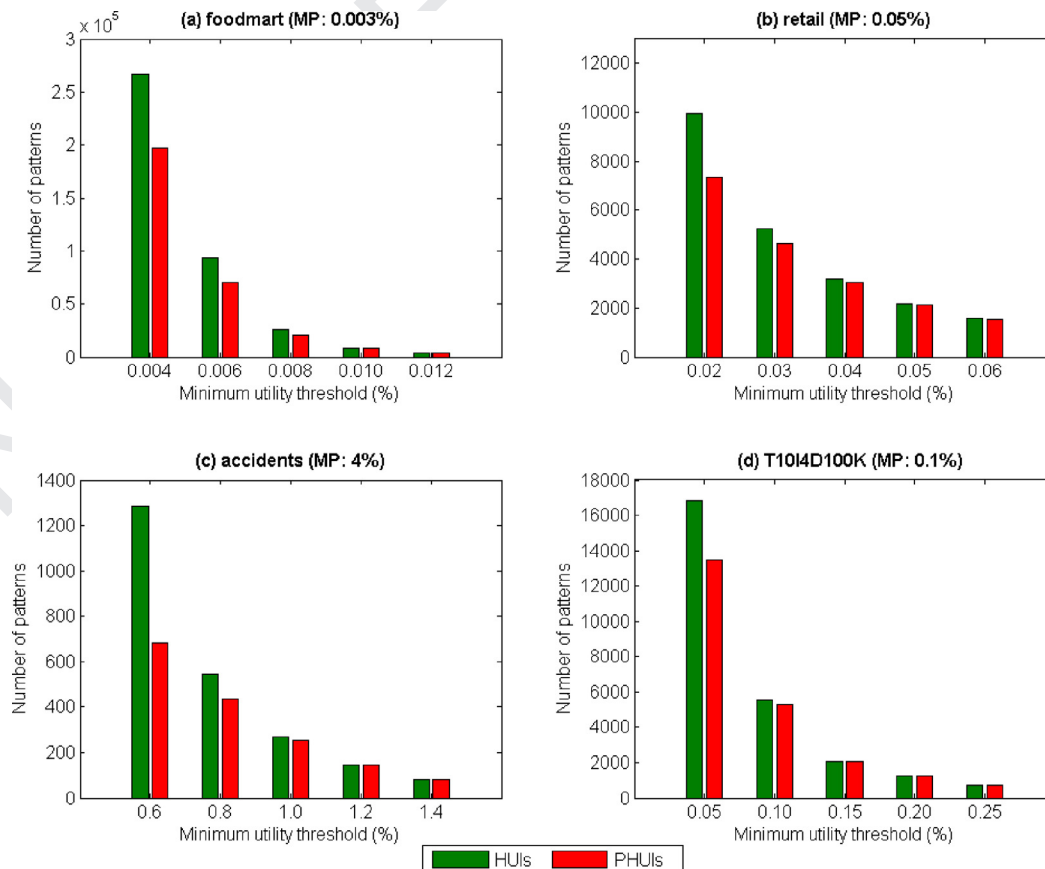 (a) foodmart (MP: 0.003%)
x 10^5
3
2.5
2
1.5
1
0.5
0
Number of patterns
0.004 0.006 0.008 0.010 0.012
Minimum utility threshold (%)
(b) retail (MP: 0.05%)
12000
10000
8000
6000
4000
2000
0
Number of patterns
0.02 0.03 0.04 0.05 0.06
Minimum utility threshold (%)
(c) accidents (MP: 4%)
1400
1200
1000
800
600
400
200
0
Number of patterns
0.6 0.8 1.0 1.2 1.4
Minimum utility threshold (%)
(d) T10I4D100K (MP: 0.1%)
18000
16000
14000
12000
10000
8000
6000
4000
2000
0
Number of patterns
0.05 0.10 0.15 0.20 0.25
Minimum utility threshold (%)
HUIs PHUIs